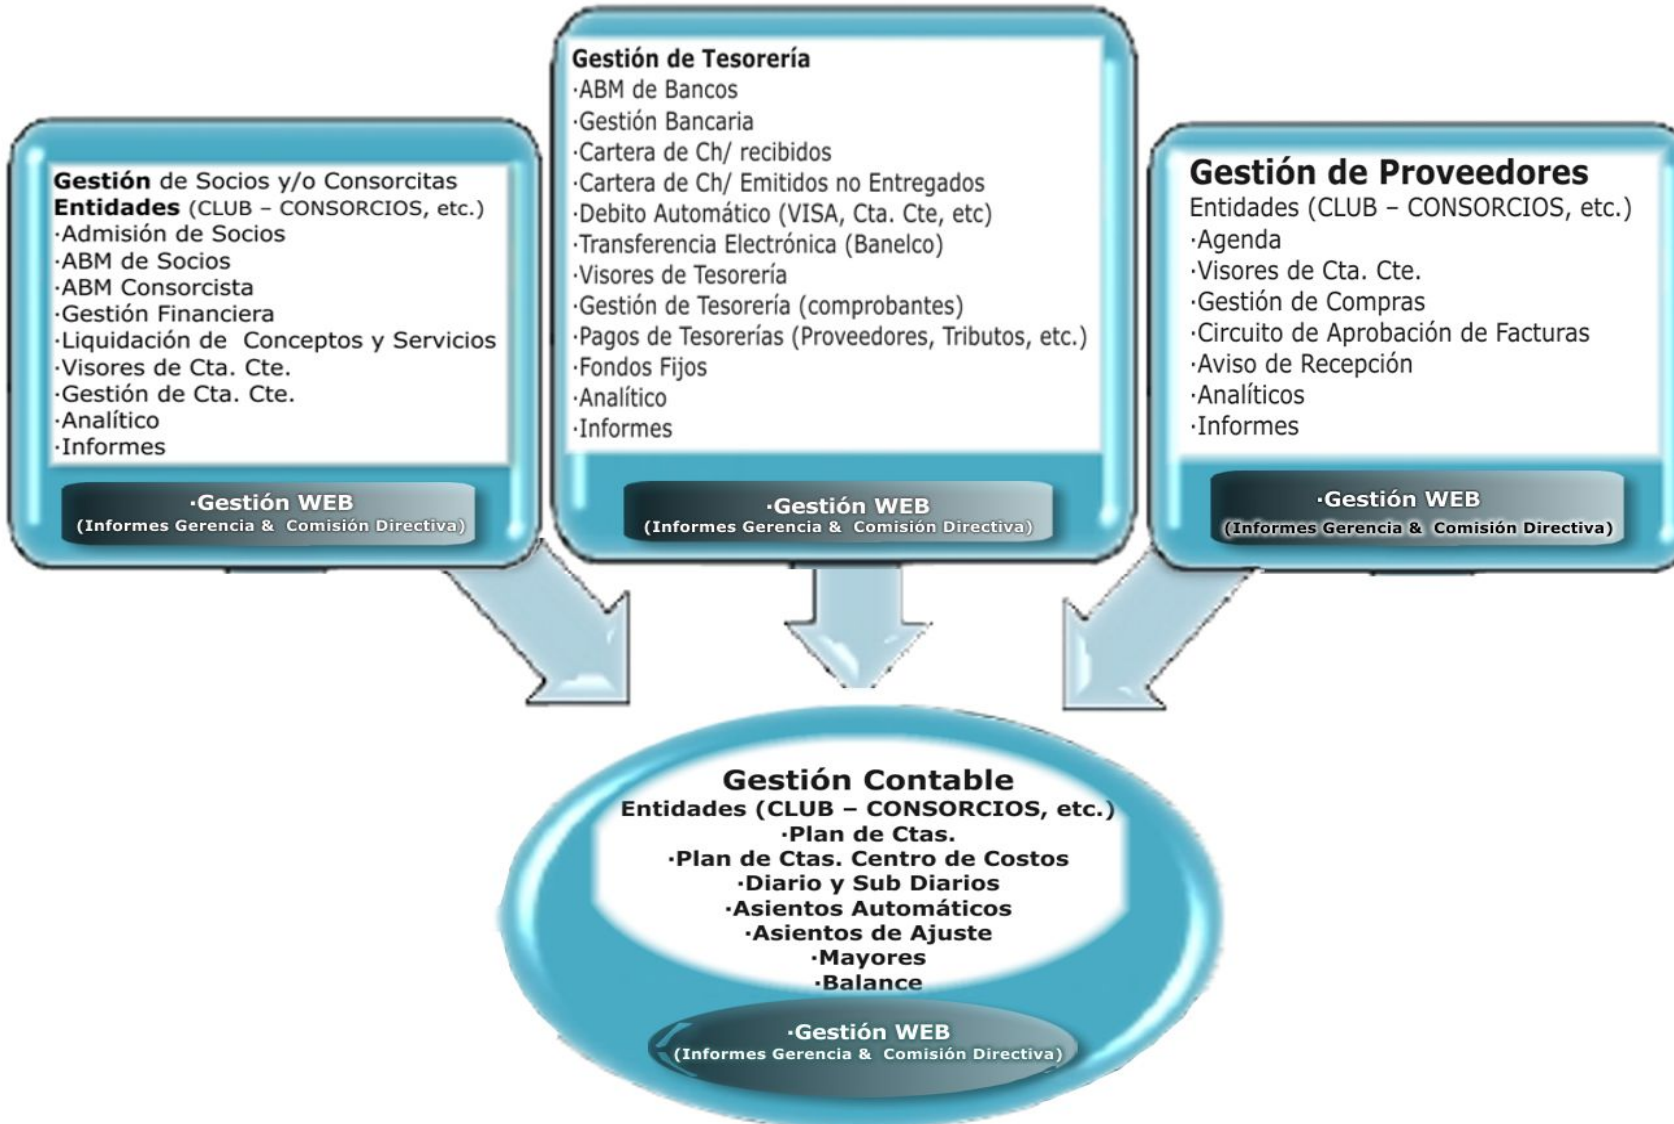 Gestión de Socios y/o Consorcitas
Entidades (CLUB – CONSORCIOS, etc.)
·Admisión de Socios
·ABM de Socios
·ABM Consorcista
·Gestión Financiera
·Liquidación de Conceptos y Servicios
·Visores de Cta. Cte.
·Gestión de Cta. Cte.
·Analítico
·Informes
·Gestión WEB
(Informes Gerencia & Comisión Directiva)
Gestión de Tesorería
·ABM de Bancos
·Gestión Bancaria
·Cartera de Ch/ recibidos
·Cartera de Ch/ Emitidos no Entregados
·Debito Automático (VISA, Cta. Cte, etc)
·Transferencia Electrónica (Banelco)
·Visores de Tesorería
·Gestión de Tesorería (comprobantes)
·Pagos de Tesorerías (Proveedores, Tributos, etc.)
·Fondos Fijos
·Analítico
·Informes
·Gestión WEB
(Informes Gerencia & Comisión Directiva)
Gestión de Proveedores
Entidades (CLUB – CONSORCIOS, etc.)
·Agenda
·Visores de Cta. Cte.
·Gestión de Compras
·Circuito de Aprobación de Facturas
·Aviso de Recepción
·Analíticos
·Informes
·Gestión WEB
(Informes Gerencia & Comisión Directiva)
Gestión Contable
Entidades (CLUB – CONSORCIOS, etc.)
·Plan de Ctas.
·Plan de Ctas. Centro de Costos
·Diario y Sub Diarios
·Asientos Automáticos
·Asientos de Ajuste
·Mayores
·Balance
·Gestión WEB
(Informes Gerencia & Comisión Directiva)